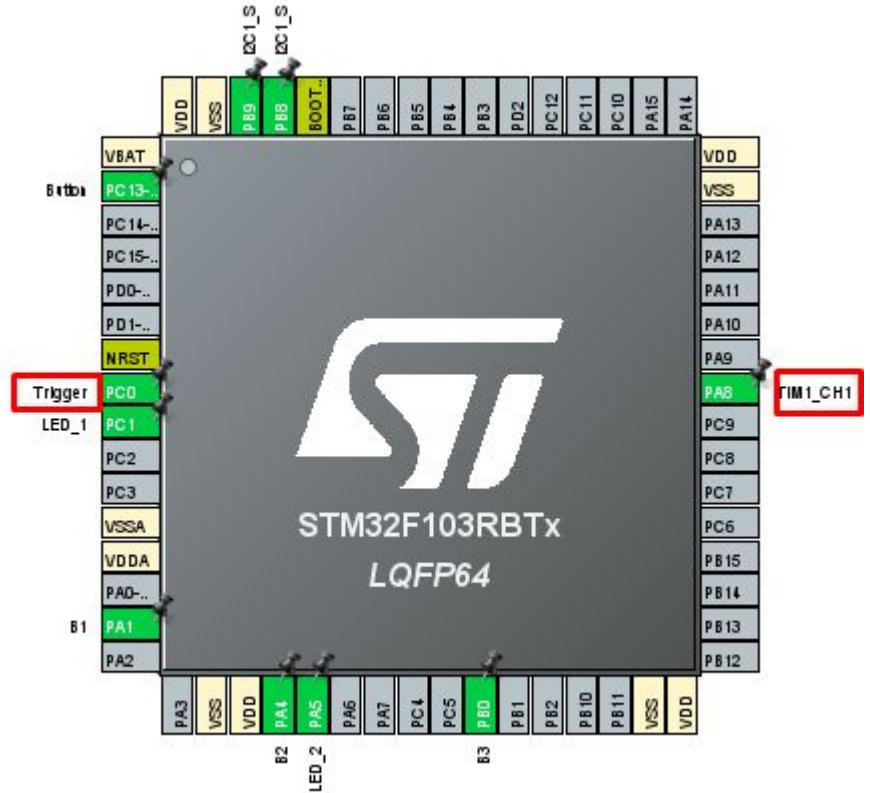 I2C1_S
I2C1_S
VDD
VSS
PB9
PB8
BOOT..
PB7
PB6
PB5
PB4
PB3
PD2
PC12
PC11
PC10
PA15
PA14
VBAT
Button PC13-..
PC14-..
PC15-..
PD0-..
PD1-..
NRST
Trigger PC0
LED_1 PC1
PC2
PC3
VSSA
VDDA
PA0-..
B1 PA1
PA2
STM32F103RBTx
LQFP64
VDD
VSS
PA13
PA12
PA11
PA10
PA9
PA8 TIM1_CH1
PC9
PC8
PC7
PC6
PB15
PB14
PB13
PB12
PA3
VSS
VDD
PA4
PA5
PA6
PA7
PC4
PC5
PB0
PB1
PB2
PB10
PB11
VSS
VDD
B2
LED_2
B3